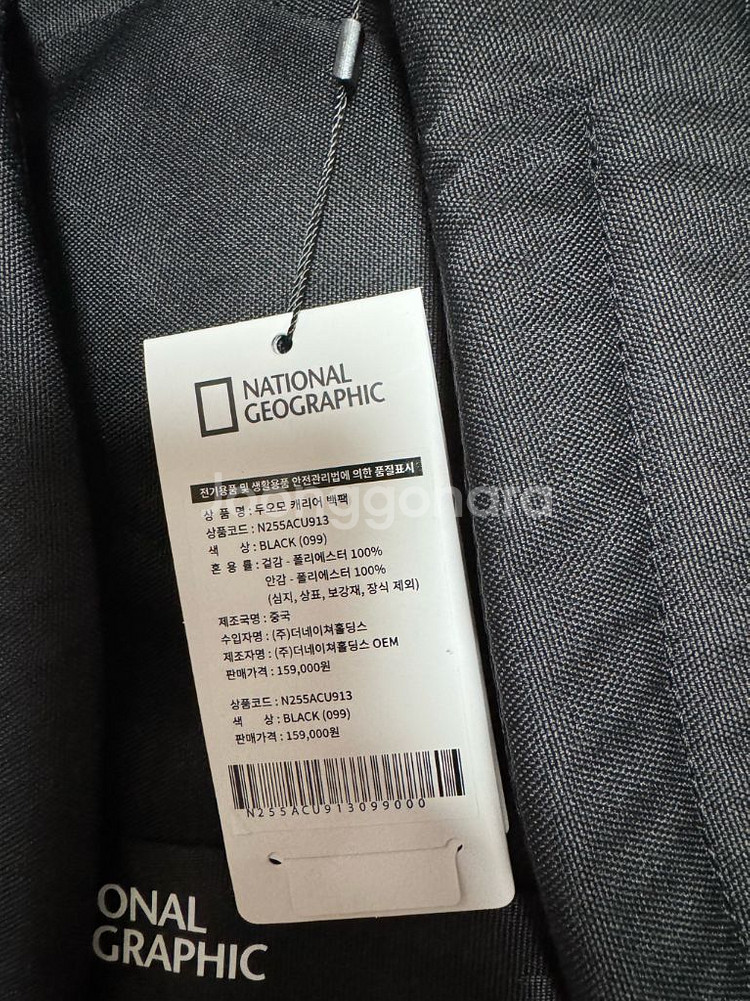 NATIONAL
GEOGRAPHIC
전기용품 및 생활용품 안전관리법에 의한 품질표시
상 품 명 : 두오모 캐리어 백팩
상품코드 : N255ACU913
색 상 : BLACK (099)
혼 용 률 : 겉감 - 폴리에스터 100%
안감 - 폴리에스터 100%
(심지, 상표, 보강재, 장식 제외)
제조국명 : 중국
수입자명 : (주)더네이쳐홀딩스
제조자명 : (주)더네이쳐홀딩스 OEM
판매가격 : 159,000원
상품코드 : N255ACU913
색 상 : BLACK (099)
판매가격 : 159,000원
N255ACU913099000
ONAL
GRAPHIC
joonggonara